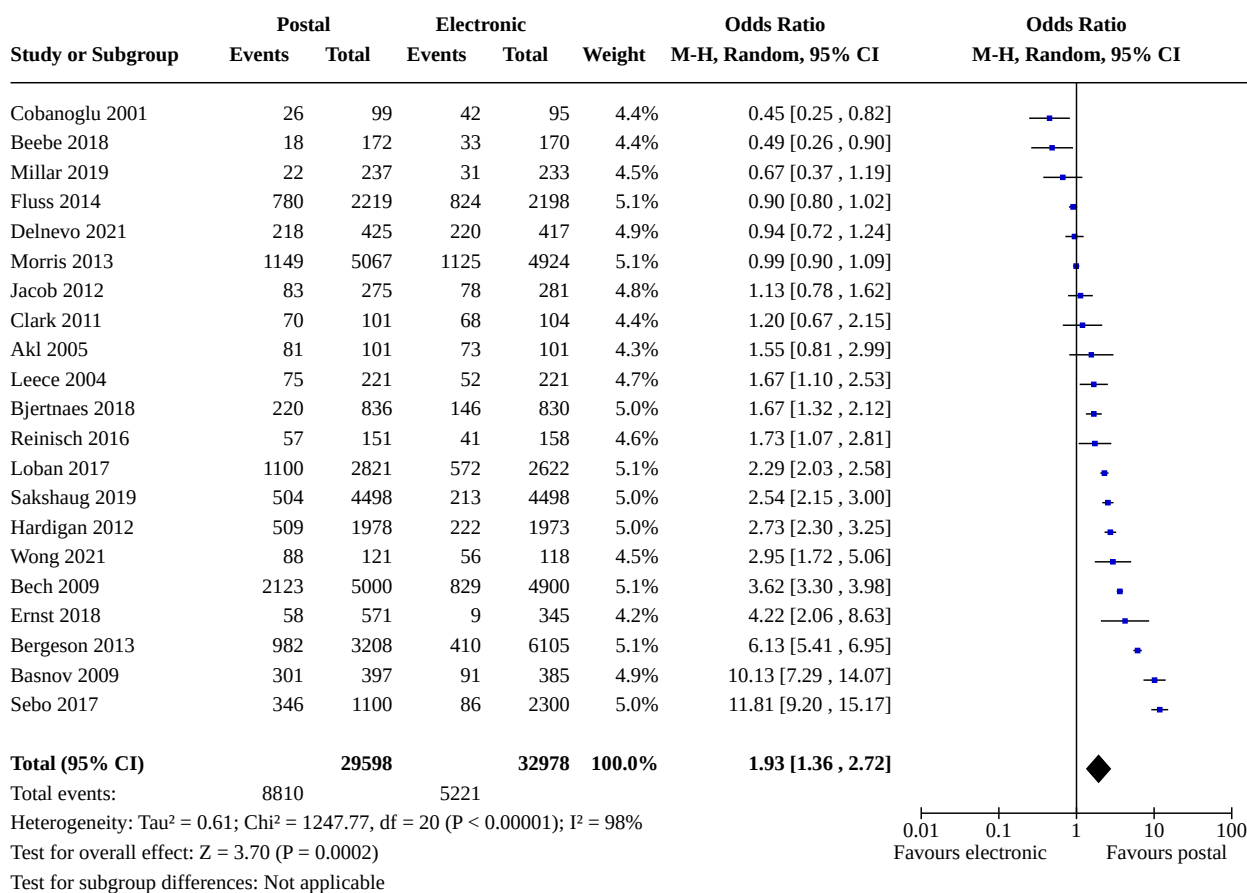 Postal Electronic Odds Ratio Odds Ratio
Study or Subgroup Events Total Events Total Weight M-H, Random, 95% CI M-H, Random, 95% CI
Cobanoglu 2001 26 99 42 95 4.4% 0.45 [0.25 , 0.82]
Beebe 2018 18 172 33 170 4.4% 0.49 [0.26 , 0.90]
Millar 2019 22 237 31 233 4.5% 0.67 [0.37 , 1.19]
Fluss 2014 780 2219 824 2198 5.1% 0.90 [0.80 , 1.02]
Delnevo 2021 218 425 220 417 4.9% 0.94 [0.72 , 1.24]
Morris 2013 1149 5067 1125 4924 5.1% 0.99 [0.90 , 1.09]
Jacob 2012 83 275 78 281 4.8% 1.13 [0.78 , 1.62]
Clark 2011 70 101 68 104 4.4% 1.20 [0.67 , 2.15]
Akl 2005 81 101 73 101 4.3% 1.55 [0.81 , 2.99]
Leece 2004 75 221 52 221 4.7% 1.67 [1.10 , 2.53]
Bjertnaes 2018 220 836 146 830 5.0% 1.67 [1.32 , 2.12]
Reinisch 2016 57 151 41 158 4.6% 1.73 [1.07 , 2.81]
Loban 2017 1100 2821 572 2622 5.1% 2.29 [2.03 , 2.58]
Sakshaug 2019 504 4498 213 4498 5.0% 2.54 [2.15 , 3.00]
Hardigan 2012 509 1978 222 1973 5.0% 2.73 [2.30 , 3.25]
Wong 2021 88 121 56 118 4.5% 2.95 [1.72 , 5.06]
Bech 2009 2123 5000 829 4900 5.1% 3.62 [3.30 , 3.98]
Ernst 2018 58 571 9 345 4.2% 4.22 [2.06 , 8.63]
Bergeson 2013 982 3208 410 6105 5.1% 6.13 [5.41 , 6.95]
Basnov 2009 301 397 91 385 4.9% 10.13 [7.29 , 14.07]
Sebo 2017 346 1100 86 2300 5.0% 11.81 [9.20 , 15.17]
Total (95% CI) 29598 32978 100.0% 1.93 [1.36 , 2.72]
Total events: 8810 5221
Heterogeneity: Tau² = 0.61; Chi² = 1247.77, df = 20 (P < 0.00001); I² = 98%
Test for overall effect: Z = 3.70 (P = 0.0002)
Test for subgroup differences: Not applicable
0.01 0.1 1 10 100
Favours electronic Favours postal